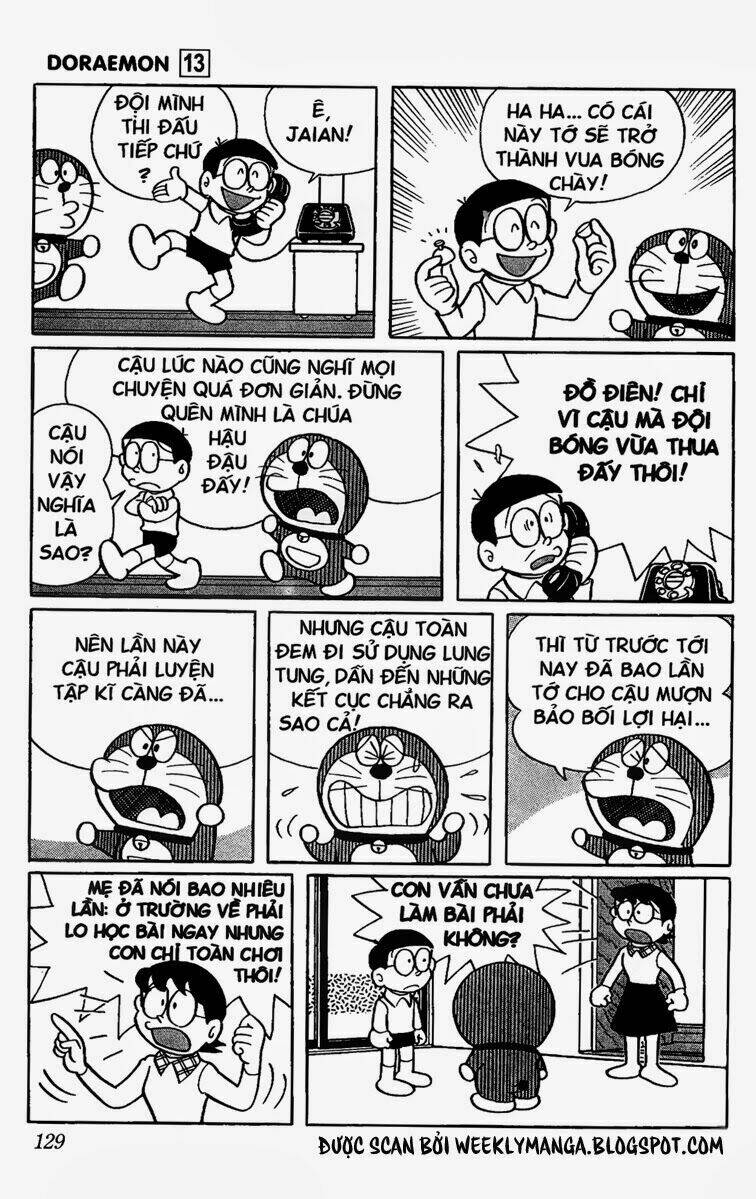 DORAEMON 13
HA HA... CÓ CÁI
NÀY TỚ SẼ TRỞ
THÀNH VUA BÓNG
CHÀY!
Ê,
JAIAN!
ĐỘI MÌNH
THI ĐẤU
TIẾP CHỨ
?
ĐỒ ĐIÊN! CHỈ
VÌ CẬU MÀ ĐỘI
BÓNG VỪA THUA
ĐẤY THÔI!
CẬU LÚC NÀO CŨNG NGHĨ MỌI
CHUYỆN QUÁ ĐƠN GIẢN. ĐỪNG
QUÊN MÌNH LÀ CHÚA
HẬU
ĐẬU
ĐẤY!
CẬU
NÓI
VẬY
NGHĨA
LÀ
SAO?
THÌ TỪ TRƯỚC TỚI
NAY ĐÃ BAO LẦN
TỚ CHO CẬU MƯỢN
BẢO BỐI LỢI HẠI...
NHƯNG CẬU TOÀN
ĐEM ĐI SỬ DỤNG LUNG
TUNG, DẪN ĐẾN NHỮNG
KẾT CỤC CHẲNG RA
SAO CẢ!
NÊN LẦN NÀY
CẬU PHẢI LUYỆN
TẬP KĨ CÀNG ĐÃ...
CON VẪN CHƯA
LÀM BÀI PHẢI
KHÔNG?
MẸ ĐÃ NÓI BAO NHIÊU
LẦN: Ở TRƯỜNG VỀ PHẢI
LO HỌC BÀI NGAY NHƯNG
CON CHỈ TOÀN CHƠI
THÔI!
129
ĐƯỢC SCAN BỞI WEEKLYMANGA.BLOGSPOT.COM